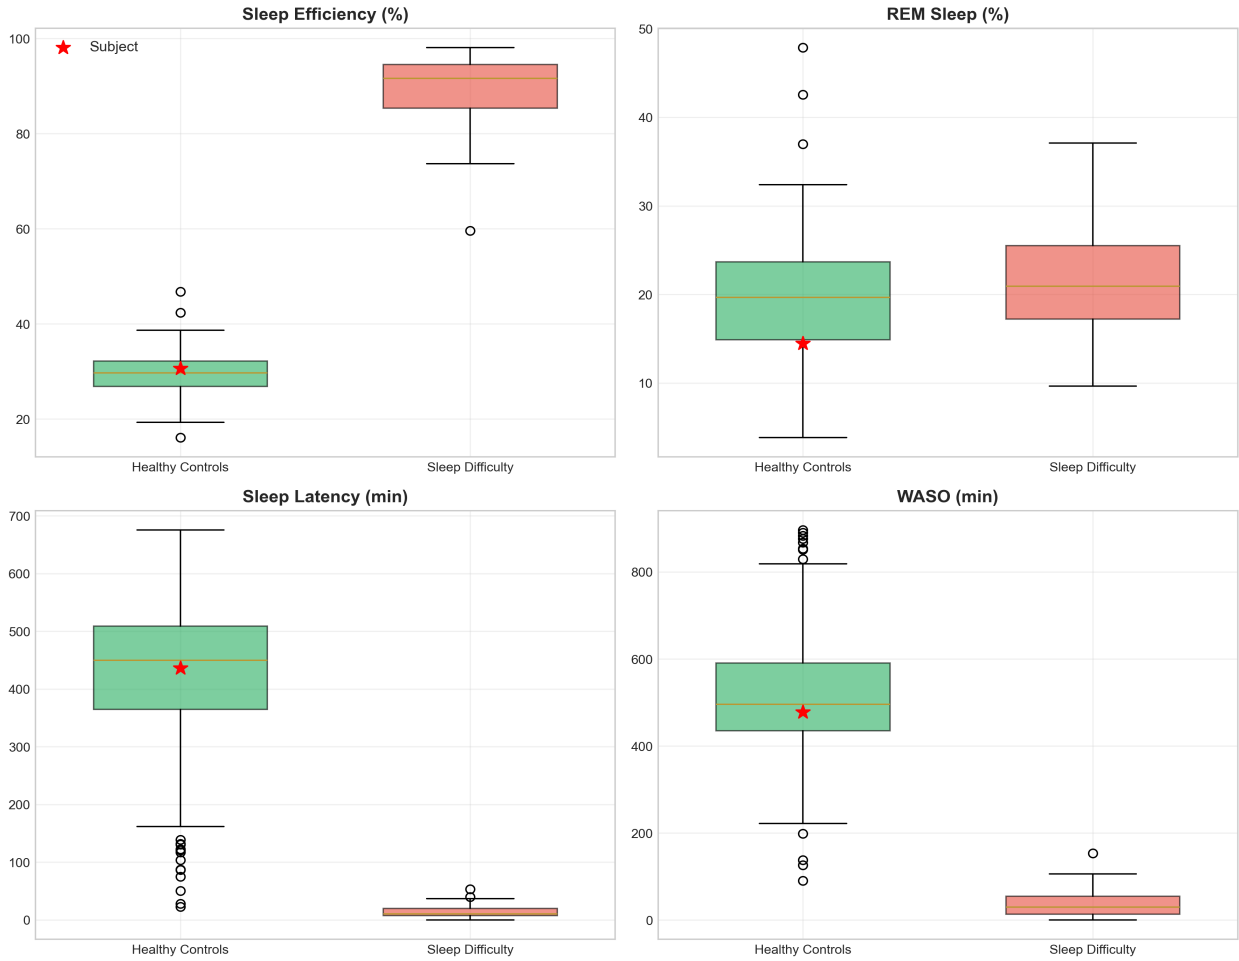 Sleep Efficiency (%)
100
80
60
40
20
Subject
Healthy Controls
Sleep Difficulty
REM Sleep (%)
50
40
30
20
10
Healthy Controls
Sleep Difficulty
Sleep Latency (min)
700
600
500
400
300
200
100
0
Healthy Controls
Sleep Difficulty
WASO (min)
800
600
400
200
0
Healthy Controls
Sleep Difficulty